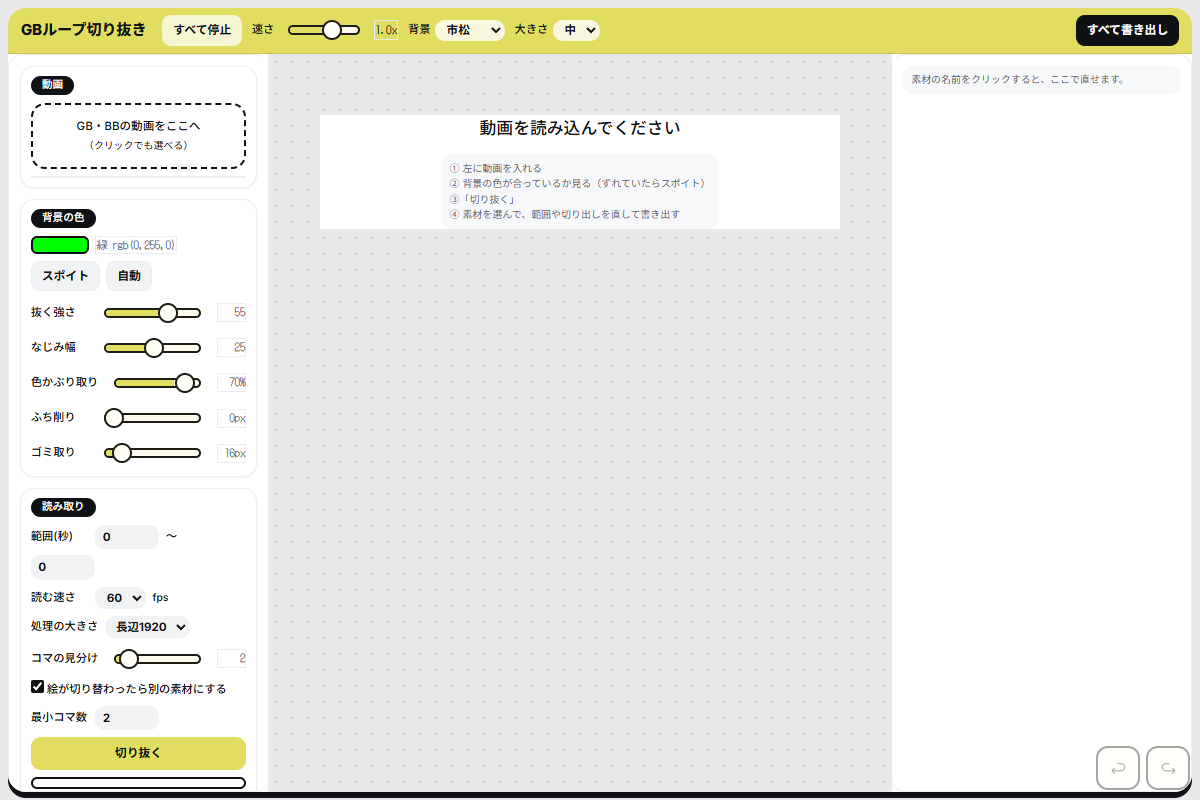 GBループ切り抜き すべて停止 速さ 1.0x 背景 市松 大きさ 中 すべて書き出し
動画
GB・BBの動画をここへ
（クリックでも選べる）
背景の色
緑 rgb(0,255,0)
スポイト 自動
抜く強さ 55
なじみ幅 25
色かぶり取り 70%
ふち削り 0px
ゴミ取り 16px
読み取り
範囲(秒) 0 ～
0
読む速さ 60 fps
処理の大きさ 長辺1920
コマの見分け 2
絵が切り替わったら別の素材にする
最小コマ数 2
切り抜く
動画を読み込んでください
① 左に動画を入れる
② 背景の色が合っているか見る（ずれていたらスポイト）
③「切り抜く」
④ 素材を選んで、範囲や切り出しを直して書き出す
素材の名前をクリックすると、ここで直せます。